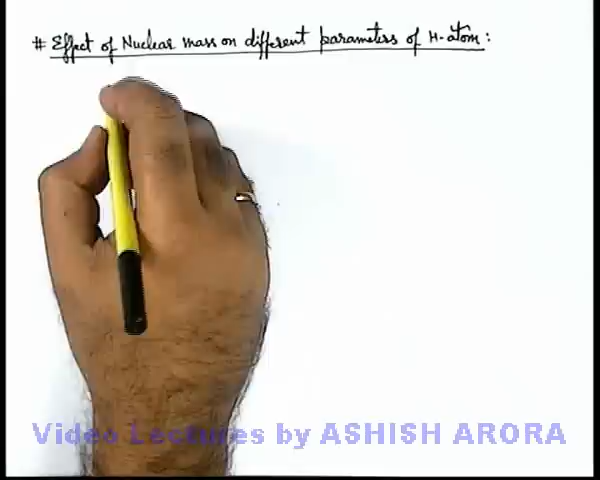 # Effect of Nuclear mass on different parameters of H-atom :
Video Lectures by ASHISH ARORA